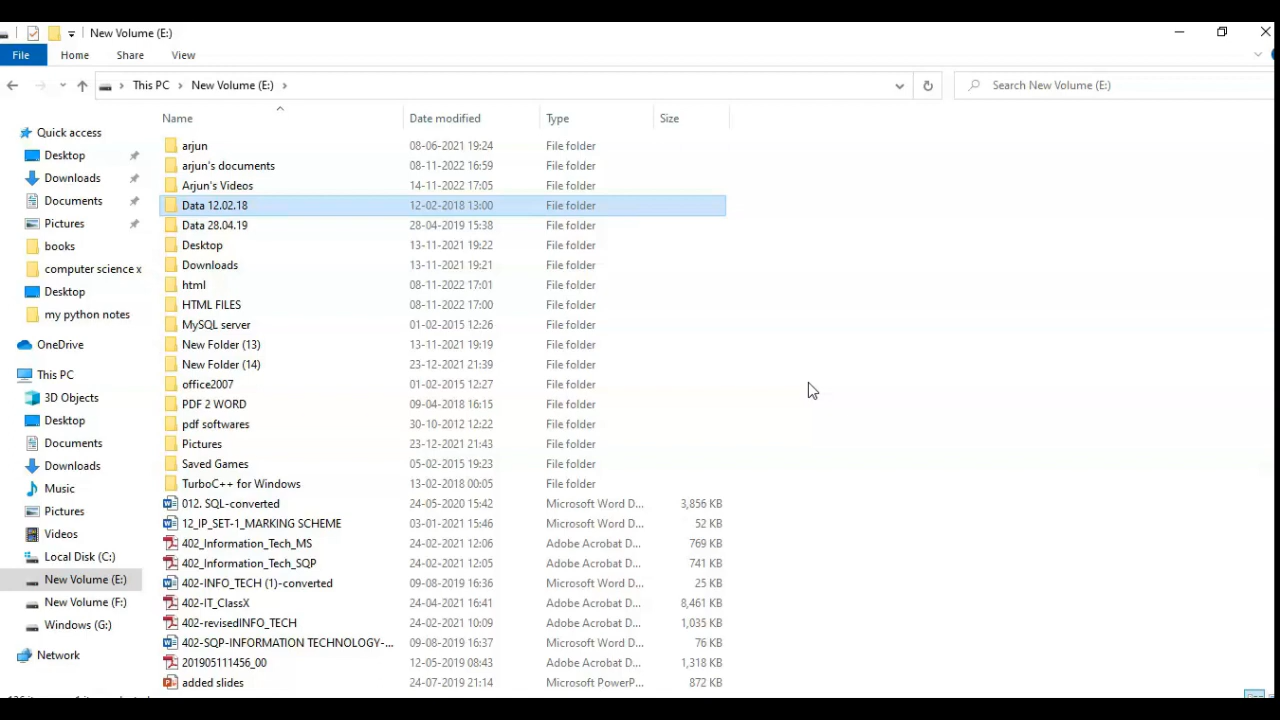 New Volume (E:)
File Home Share View
This PC New Volume (E:) Search New Volume (E:)
Name Date modified Type Size
Quick access
Desktop
Downloads
Documents
Pictures
books
computer science x
Desktop
my python notes
OneDrive
This PC
3D Objects
Desktop
Documents
Downloads
Music
Pictures
Videos
Local Disk (C:)
New Volume (E:)
New Volume (F:)
Windows (G:)
Network
arjun 08-06-2021 19:24 File folder
arjun's documents 08-11-2022 16:59 File folder
Arjun's Videos 14-11-2022 17:05 File folder
Data 12.02.18 12-02-2018 13:00 File folder
Data 28.04.19 28-04-2019 15:38 File folder
Desktop 13-11-2021 19:22 File folder
Downloads 13-11-2021 19:21 File folder
html 08-11-2022 17:01 File folder
HTML FILES 08-11-2022 17:00 File folder
MySQL server 01-02-2015 12:26 File folder
New Folder (13) 13-11-2021 19:19 File folder
New Folder (14) 23-12-2021 21:39 File folder
office2007 01-02-2015 12:27 File folder
PDF 2 WORD 09-04-2018 16:15 File folder
pdf softwares 30-10-2012 12:22 File folder
Pictures 23-12-2021 21:43 File folder
Saved Games 05-02-2015 19:23 File folder
TurboC++ for Windows 13-02-2018 00:05 File folder
012. SQL-converted 24-05-2020 15:42 Microsoft Word D... 3,856 KB
12_IP_SET-1_MARKING SCHEME 03-01-2021 15:46 Microsoft Word D... 52 KB
402_Information_Tech_MS 24-02-2021 12:06 Adobe Acrobat D... 769 KB
402_Information_Tech_SQP 24-02-2021 12:05 Adobe Acrobat D... 741 KB
402-INFO_TECH (1)-converted 09-08-2019 16:36 Microsoft Word D... 25 KB
402-IT_ClassX 24-04-2021 16:41 Adobe Acrobat D... 8,461 KB
402-revisedINFO_TECH 24-02-2021 10:09 Adobe Acrobat D... 1,035 KB
402-SQP-INFORMATION TECHNOLOGY-... 09-08-2019 16:37 Microsoft Word D... 76 KB
201905111456_00 12-05-2019 08:43 Adobe Acrobat D... 1,318 KB
added slides 24-07-2019 21:14 Microsoft PowerP... 872 KB